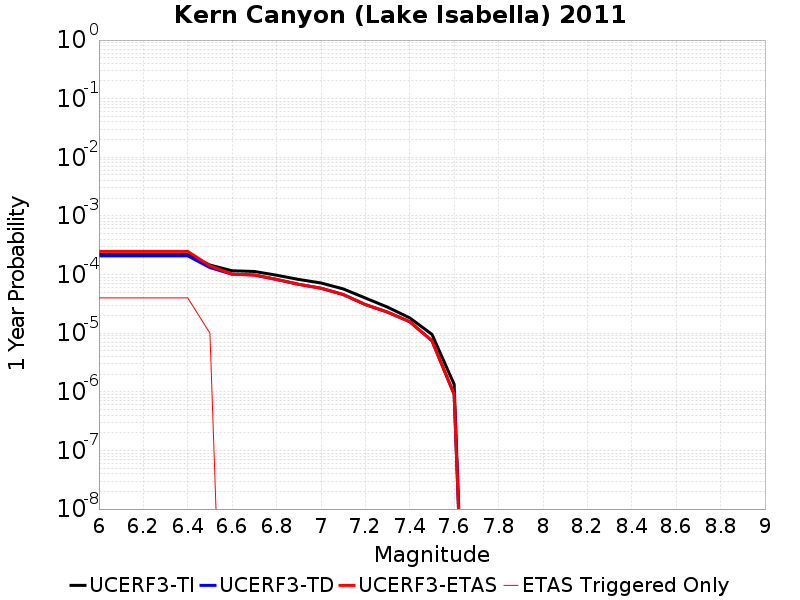 Kern Canyon (Lake Isabella) 2011
10^0
10^-1
10^-2
10^-3
10^-4
10^-5
10^-6
10^-7
10^-8
1 Year Probability
6 6.2 6.4 6.6 6.8 7 7.2 7.4 7.6 7.8 8 8.2 8.4 8.6 8.8 9
Magnitude
UCERF3-TI UCERF3-TD UCERF3-ETAS ETAS Triggered Only